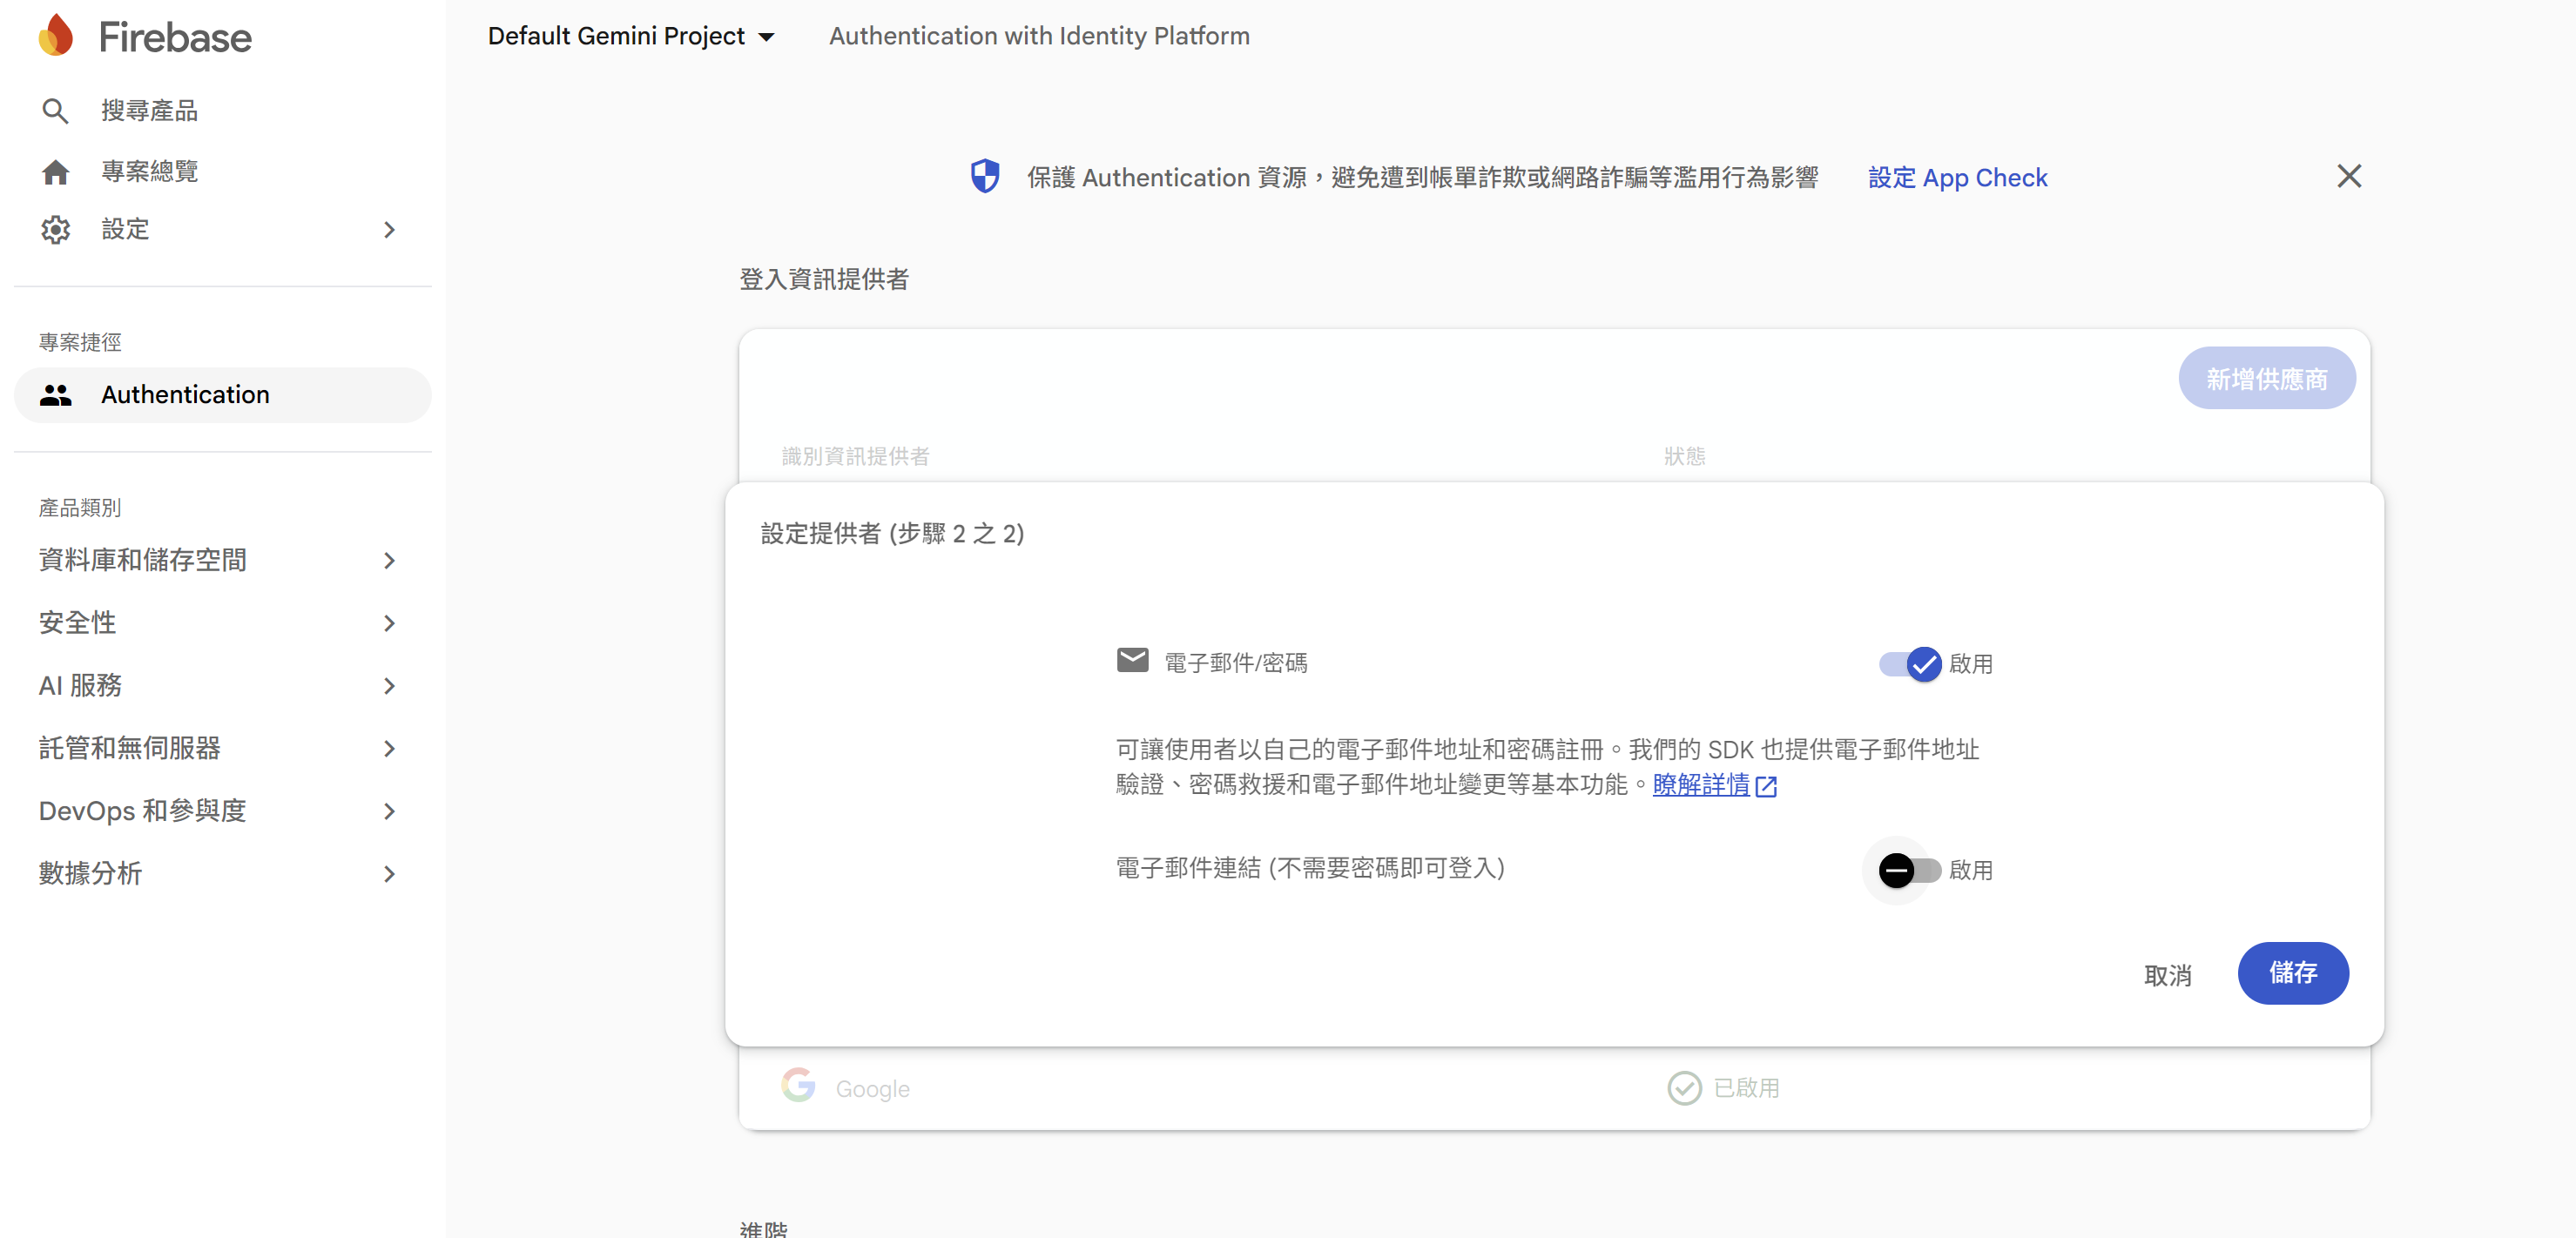 Firebase
搜尋產品
專案總覽
設定
專案捷徑
Authentication
產品類別
資料庫和儲存空間
安全性
AI 服務
託管和無伺服器
DevOps 和參與度
數據分析
Default Gemini Project
Authentication with Identity Platform
保護 Authentication 資源，避免遭到帳單詐欺或網路詐騙等濫用行為影響
設定 App Check
登入資訊提供者
新增供應商
識別資訊提供者
狀態
設定提供者 (步驟 2 之 2)
電子郵件/密碼
啟用
可讓使用者以自己的電子郵件地址和密碼註冊。我們的 SDK 也提供電子郵件地址
驗證、密碼救援和電子郵件地址變更等基本功能。瞭解詳情
電子郵件連結 (不需要密碼即可登入)
啟用
取消
儲存
Google
已啟用
進階